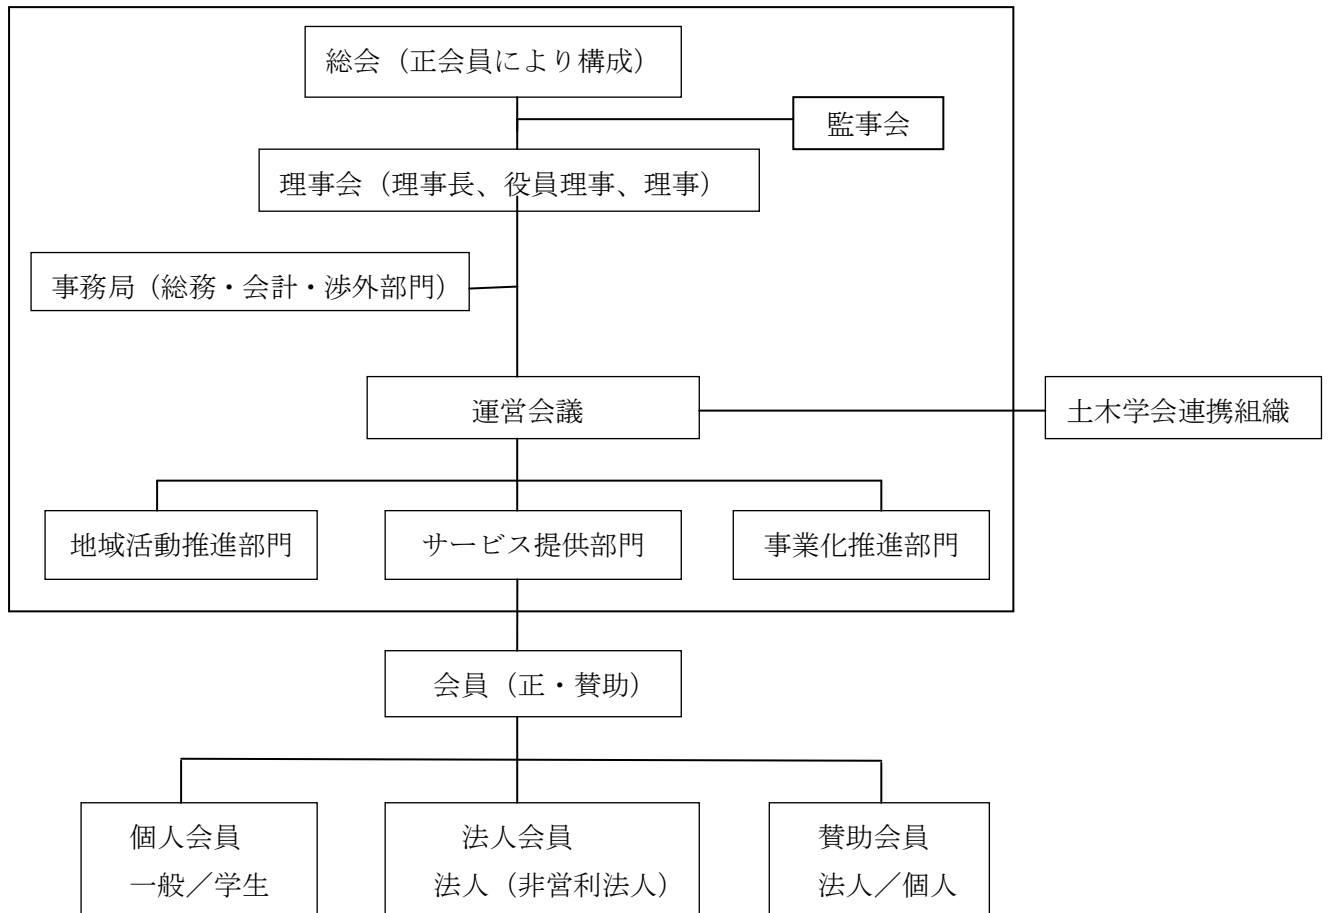 総会（正会員により構成）
監事会
理事会（理事長、役員理事、理事）
事務局（総務・会計・渉外部門）
運営会議
土木学会連携組織
地域活動推進部門
サービス提供部門
事業化推進部門
会員（正・賛助）
個人会員
一般／学生
法人会員
法人（非営利法人）
賛助会員
法人／個人